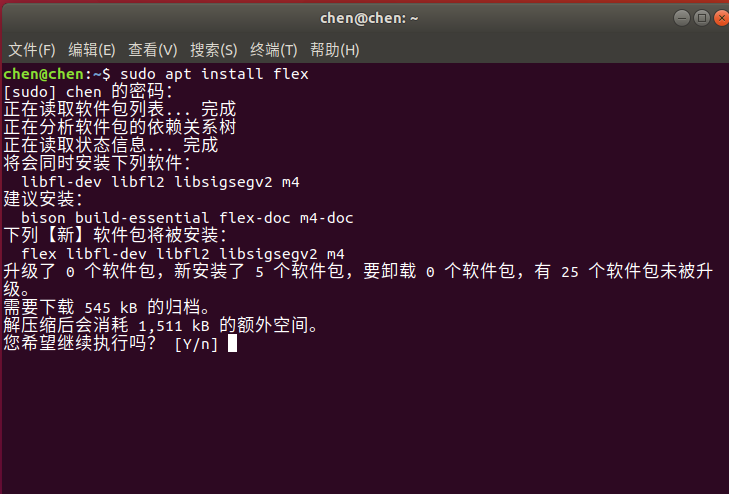 chen@chen: ~
文件(F) 编辑(E) 查看(V) 搜索(S) 终端(T) 帮助(H)
chen@chen:~$ sudo apt install flex
[sudo] chen 的密码：
正在读取软件包列表... 完成
正在分析软件包的依赖关系树
正在读取状态信息... 完成
将会同时安装下列软件：
  libfl-dev libfl2 libsigsegv2 m4
建议安装：
  bison build-essential flex-doc m4-doc
下列【新】软件包将被安装：
  flex libfl-dev libfl2 libsigsegv2 m4
升级了 0 个软件包，新安装了 5 个软件包，要卸载 0 个软件包，有 25 个软件包未被升
级。
需要下载 545 kB 的归档。
解压缩后会消耗 1,511 kB 的额外空间。
您希望继续执行吗？ [Y/n]